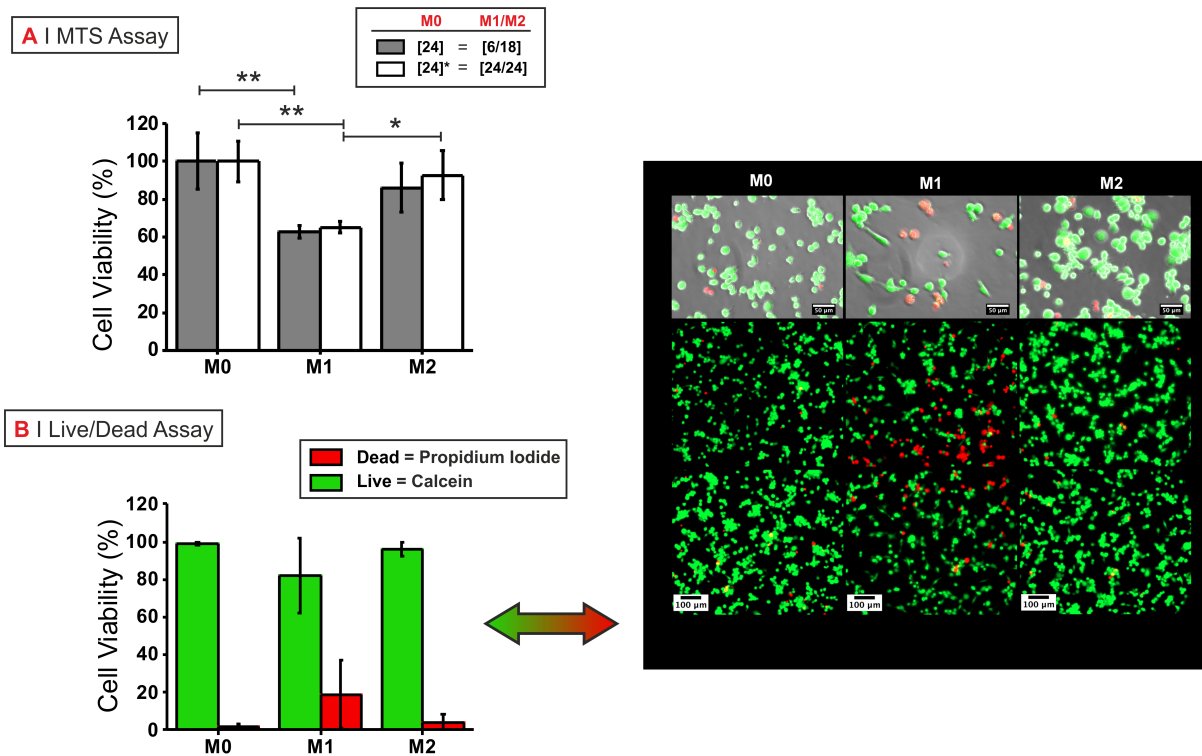 A I MTS Assay
M0 M1/M2
[24] = [6/18]
[24]* = [24/24]
**
**
*
Cell Viability (%)
120
100
80
60
40
20
0
M0 M1 M2
B I Live/Dead Assay
Dead = Propidium Iodide
Live = Calcein
Cell Viability (%)
120
100
80
60
40
20
0
M0 M1 M2
M0 M1 M2
50 µm 50 µm 50 µm
100 µm 100 µm 100 µm